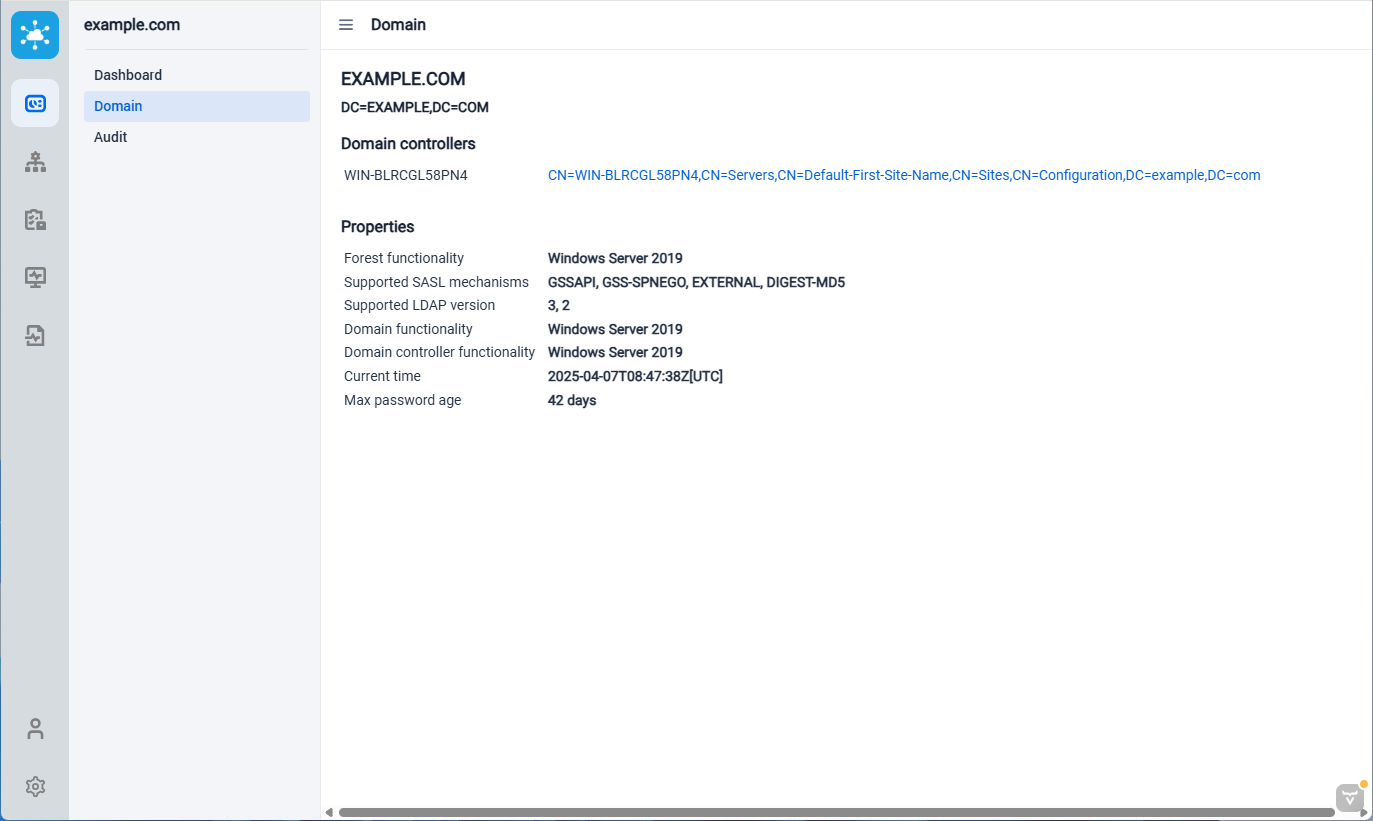 example.com
Dashboard
Domain
Audit
Domain
EXAMPLE.COM
DC=EXAMPLE,DC=COM
Domain controllers
WIN-BLRCGL58PN4 CN=WIN-BLRCGL58PN4,CN=Servers,CN=Default-First-Site-Name,CN=Sites,CN=Configuration,DC=example,DC=com
Properties
Forest functionality Windows Server 2019
Supported SASL mechanisms GSSAPI, GSS-SPNEGO, EXTERNAL, DIGEST-MD5
Supported LDAP version 3, 2
Domain functionality Windows Server 2019
Domain controller functionality Windows Server 2019
Current time 2025-04-07T08:47:38Z[UTC]
Max password age 42 days